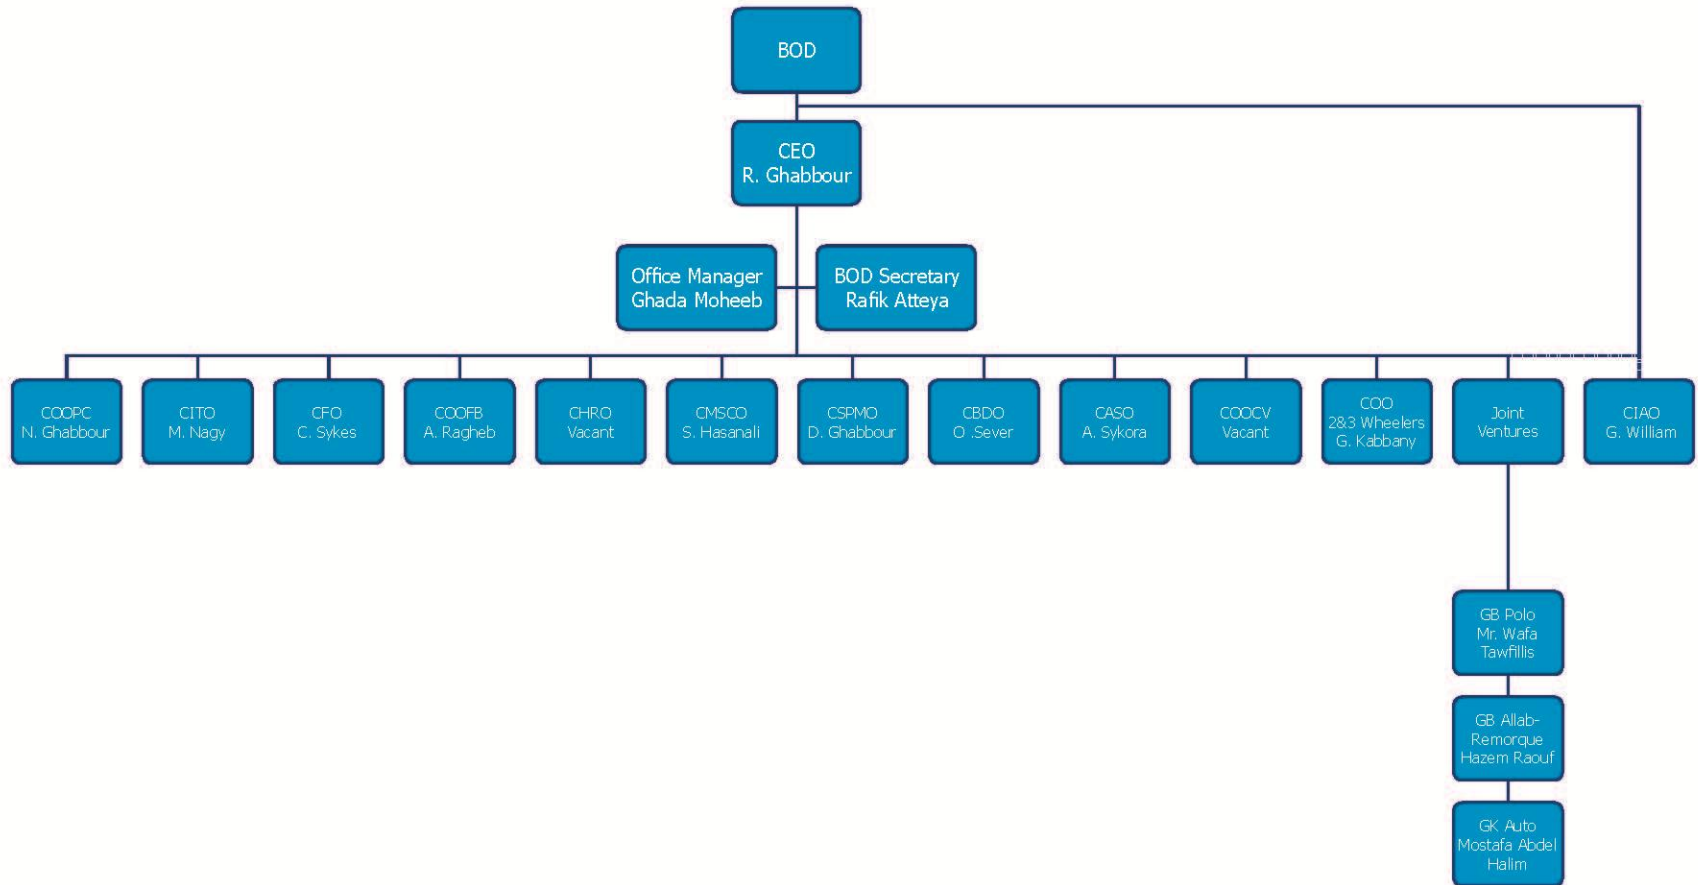 BOD
CEO
R. Ghabbour
Office Manager
Ghada Moheeb
BOD Secretary
Rafik Atteya
COOPC
N. Ghabbour
CITO
M. Nagy
CFO
C. Sykes
COOFB
A. Ragheb
CHRO
Vacant
CMSCO
S. Hasanali
CSPMO
D. Ghabbour
CBDO
O .Sever
CASO
A. Sykora
COOCV
Vacant
COO
2&3 Wheelers
G. Kabbany
Joint
Ventures
CIAO
G. William
GB Polo
Mr. Wafa
Tawfillis
GB Allab-
Remorque
Hazem Raouf
GK Auto
Mostafa Abdel
Halim